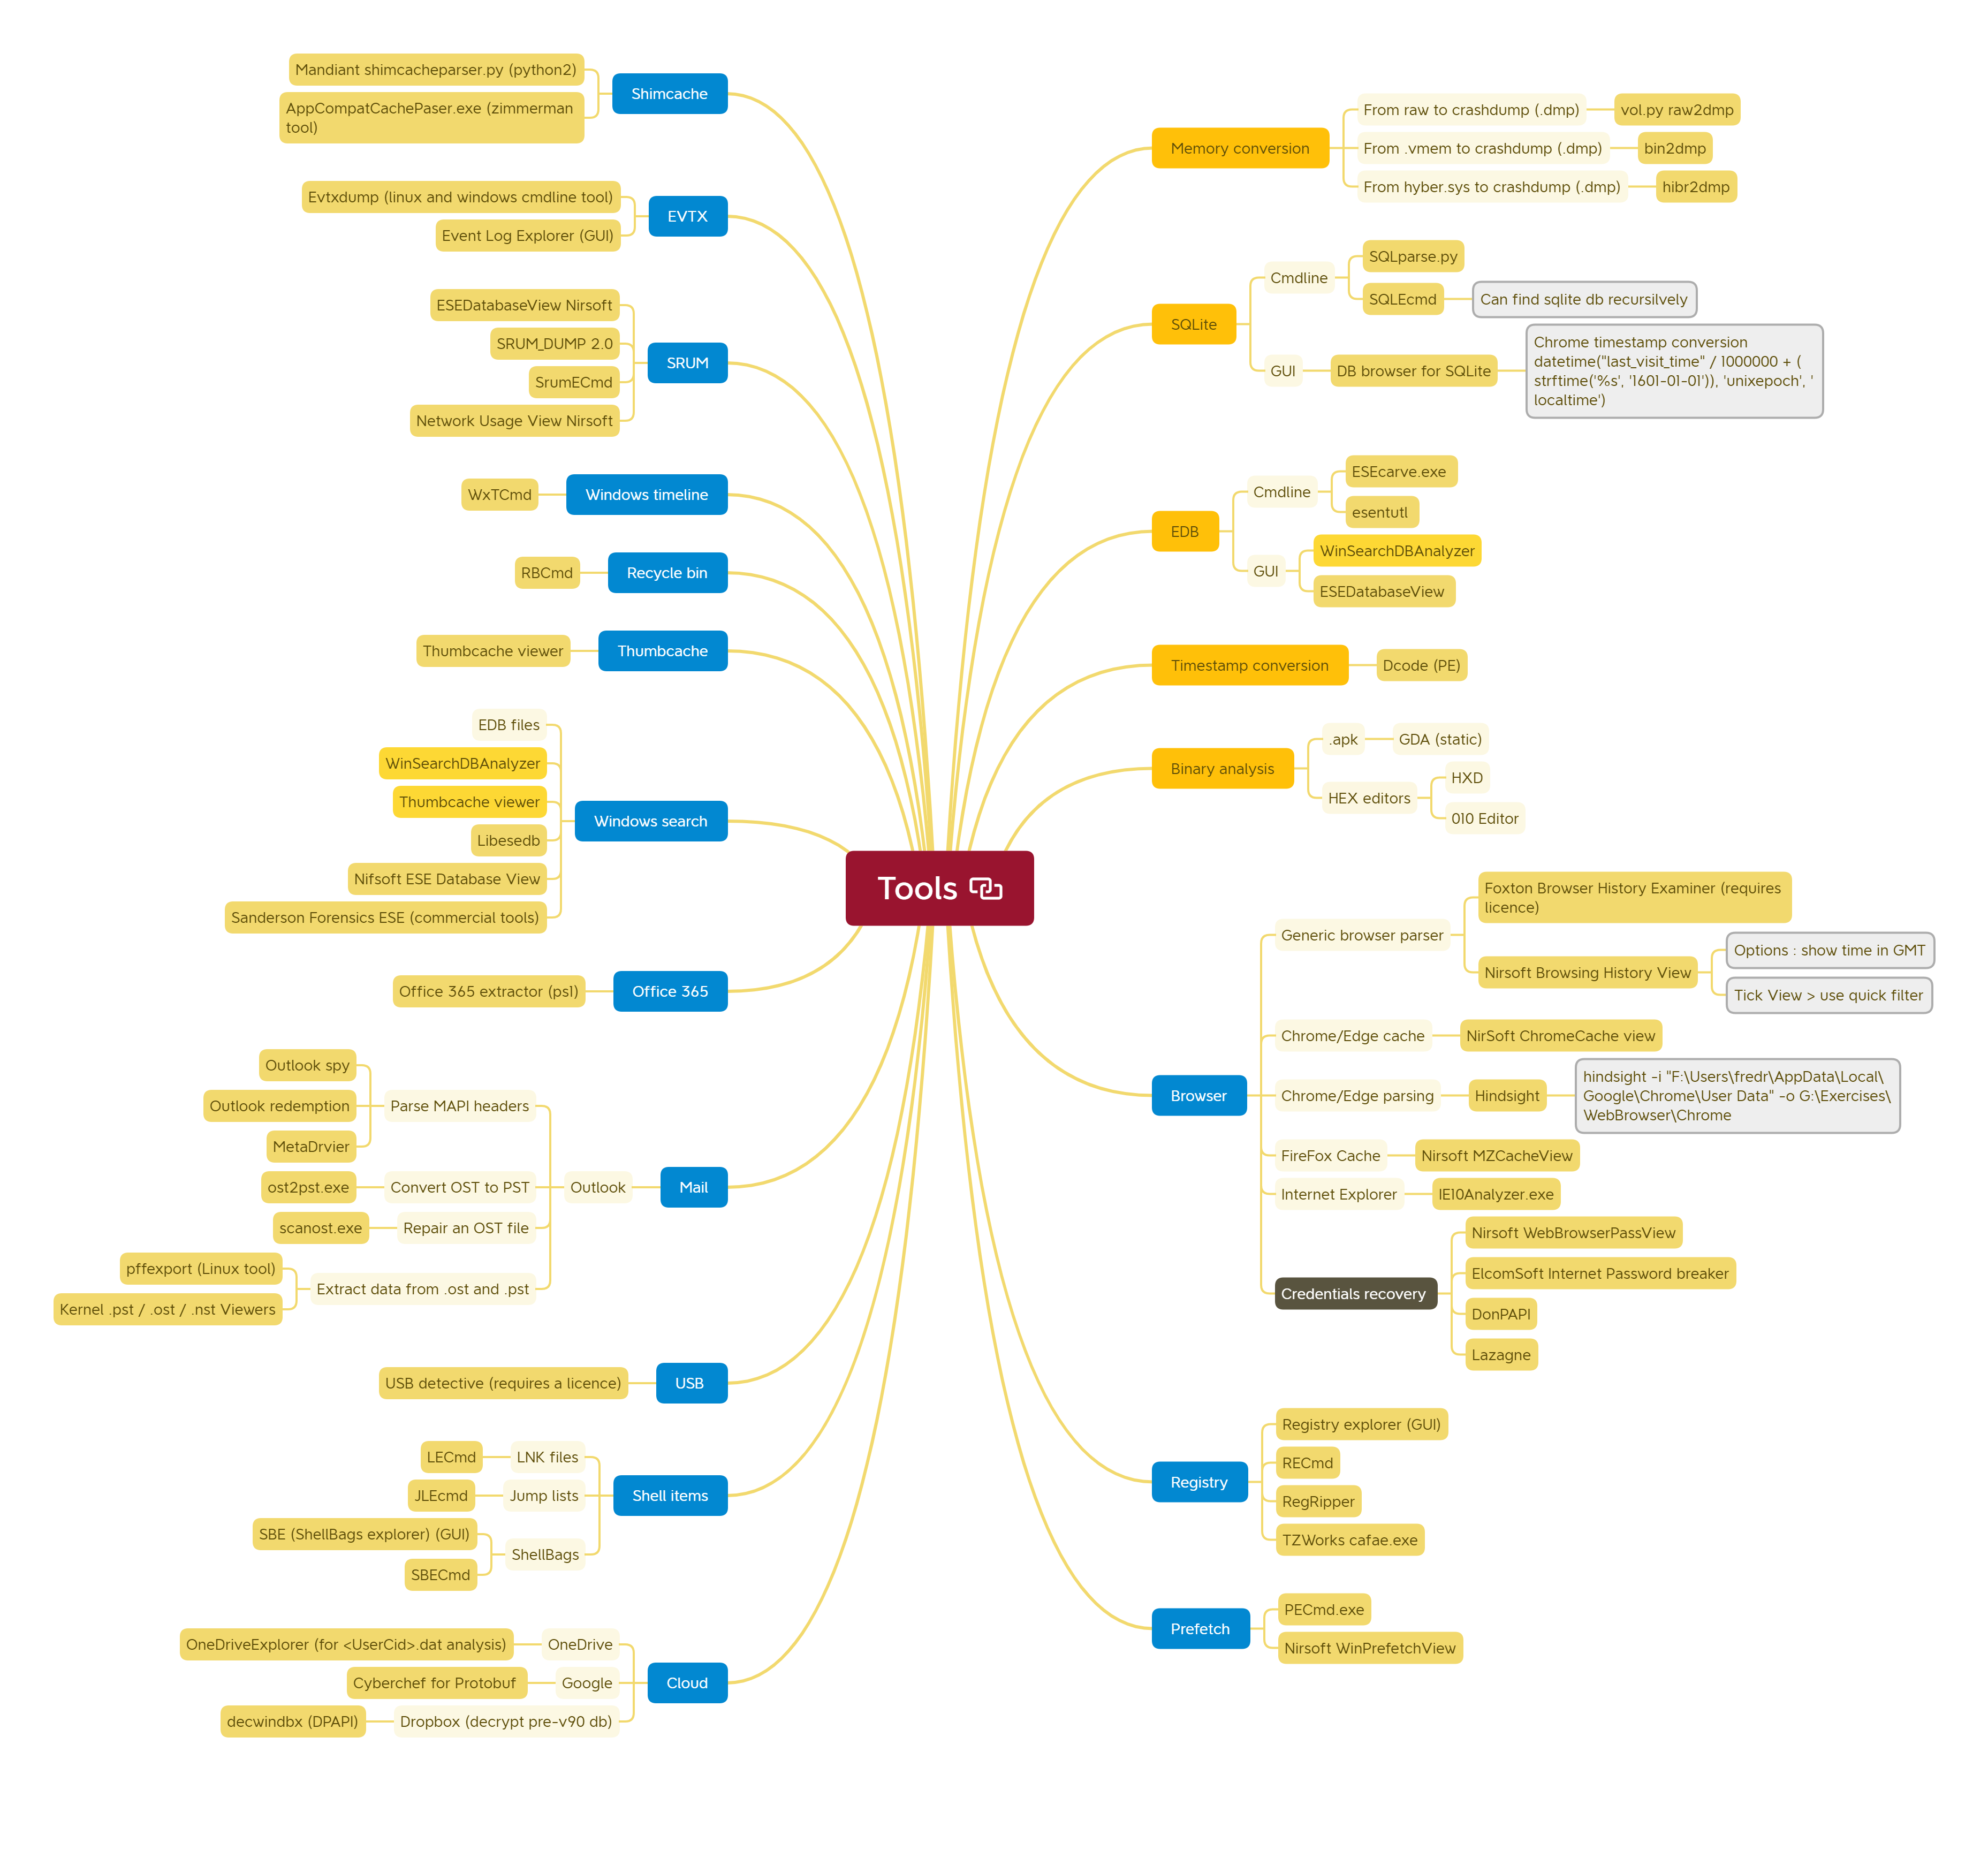 Tools
Shimcache
Mandiant shimcacheparser.py (python2)
AppCompatCachePaser.exe (zimmerman
tool)
EVTX
Evtxdump (linux and windows cmdline tool)
Event Log Explorer (GUI)
SRUM
ESEDatabaseView Nirsoft
SRUM_DUMP 2.0
SrumECmd
Network Usage View Nirsoft
Windows timeline
WxTCmd
Recycle bin
RBCmd
Thumbcache
Thumbcache viewer
Windows search
EDB files
WinSearchDBAnalyzer
Thumbcache viewer
Libesedb
Nifsoft ESE Database View
Sanderson Forensics ESE (commercial tools)
Office 365
Office 365 extractor (ps1)
Mail
Outlook
Parse MAPI headers
Outlook spy
Outlook redemption
MetaDrvier
Convert OST to PST
ost2pst.exe
Repair an OST file
scanost.exe
Extract data from .ost and .pst
pffexport (Linux tool)
Kernel .pst / .ost / .nst Viewers
USB
USB detective (requires a licence)
Shell items
LNK files
LECmd
Jump lists
JLEcmd
ShellBags
SBE (ShellBags explorer) (GUI)
SBECmd
Cloud
OneDrive
OneDriveExplorer (for <UserCid>.dat analysis)
Google
Cyberchef for Protobuf
Dropbox (decrypt pre-v90 db)
decwindbx (DPAPI)
Memory conversion
From raw to crashdump (.dmp)
vol.py raw2dmp
From .vmem to crashdump (.dmp)
bin2dmp
From hyber.sys to crashdump (.dmp)
hibr2dmp
SQLite
Cmdline
SQLparse.py
SQLEcmd
Can find sqlite db recursilvely
GUI
DB browser for SQLite
Chrome timestamp conversion
datetime("last_visit_time" / 1000000 + (
strftime('%s', '1601-01-01')), 'unixepoch', '
localtime')
EDB
Cmdline
ESEcarve.exe
esentutl
GUI
WinSearchDBAnalyzer
ESEDatabaseView
Timestamp conversion
Dcode (PE)
Binary analysis
.apk
GDA (static)
HEX editors
HXD
010 Editor
Browser
Generic browser parser
Foxton Browser History Examiner (requires
licence)
Nirsoft Browsing History View
Options : show time in GMT
Tick View > use quick filter
Chrome/Edge cache
NirSoft ChromeCache view
Chrome/Edge parsing
Hindsight
hindsight -i "F:\Users\fredr\AppData\Local\
Google\Chrome\User Data" -o G:\Exercises\
WebBrowser\Chrome
FireFox Cache
Nirsoft MZCacheView
Internet Explorer
IE10Analyzer.exe
Credentials recovery
Nirsoft WebBrowserPassView
ElcomSoft Internet Password breaker
DonPAPI
Lazagne
Registry
Registry explorer (GUI)
RECmd
RegRipper
TZWorks cafae.exe
Prefetch
PECmd.exe
Nirsoft WinPrefetchView